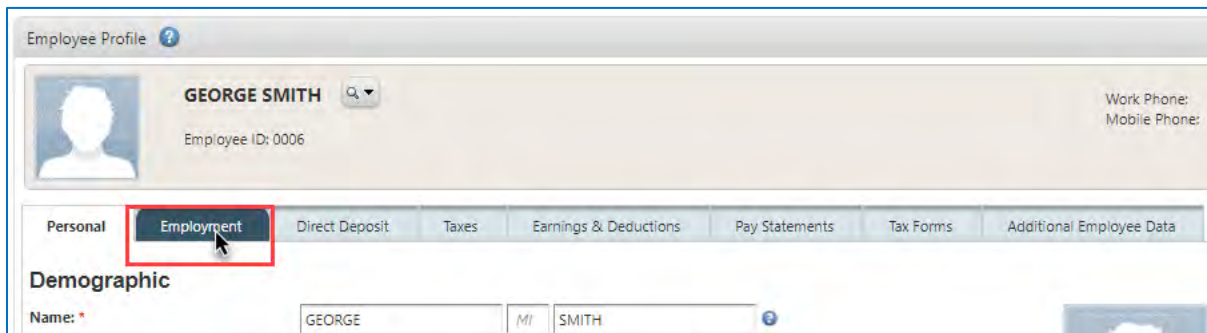 Employee Profile
GEORGE SMITH
Work Phone:
Mobile Phone:
Employee ID: 0006
Personal Employment Direct Deposit Taxes Earnings & Deductions Pay Statements Tax Forms Additional Employee Data
Demographic
Name: * GEORGE MI SMITH